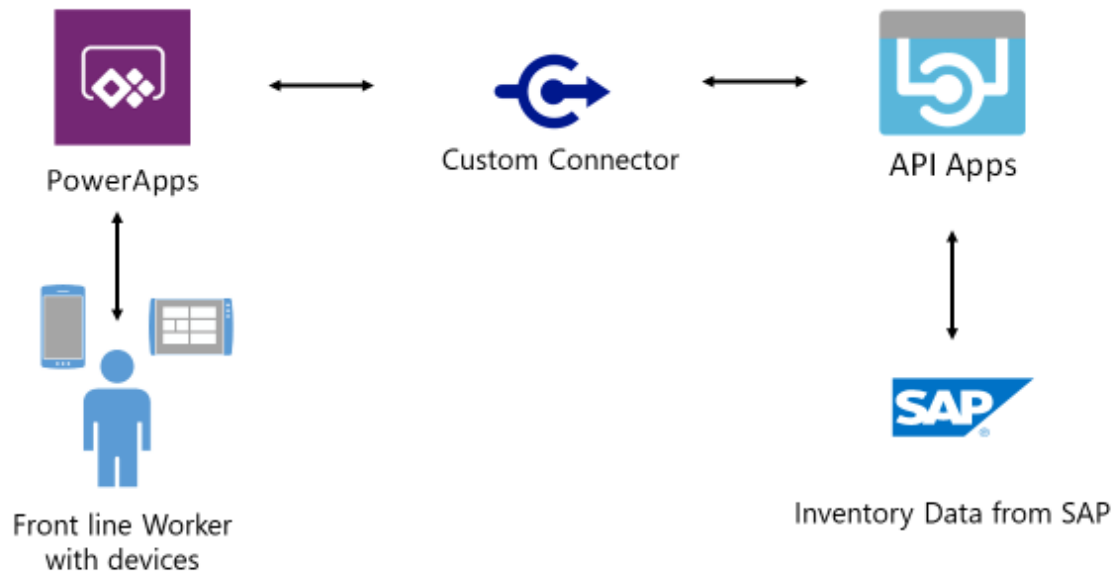 PowerApps
Custom Connector
API Apps
SAP
®
Front line Worker
with devices
Inventory Data from SAP